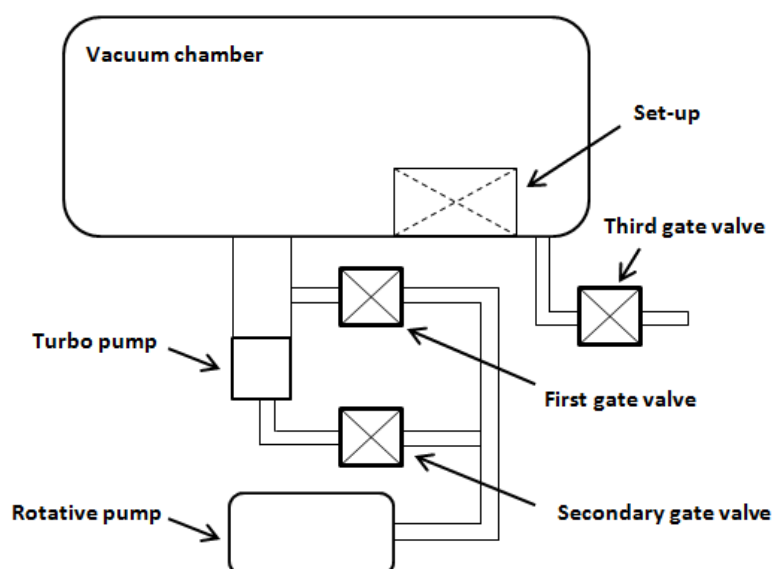 Vacuum chamber
Set-up
Third gate valve
Turbo pump
First gate valve
Rotative pump
Secondary gate valve